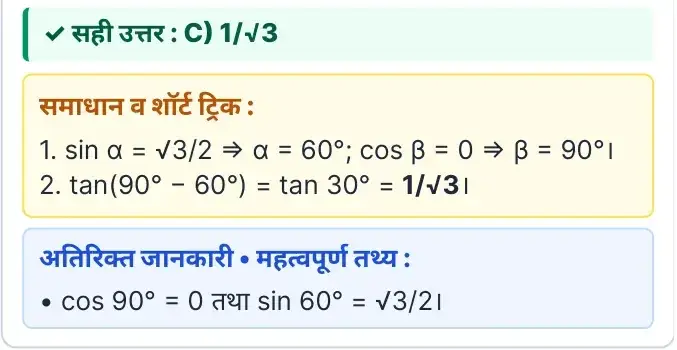 ✓ सही उत्तर : C) 1/√3
समाधान व शॉर्ट ट्रिक :
1. sin α = √3/2 ⇒ α = 60°; cos β = 0 ⇒ β = 90°।
2. tan(90° − 60°) = tan 30° = 1/√3।
अतिरिक्त जानकारी • महत्वपूर्ण तथ्य :
• cos 90° = 0 तथा sin 60° = √3/2।